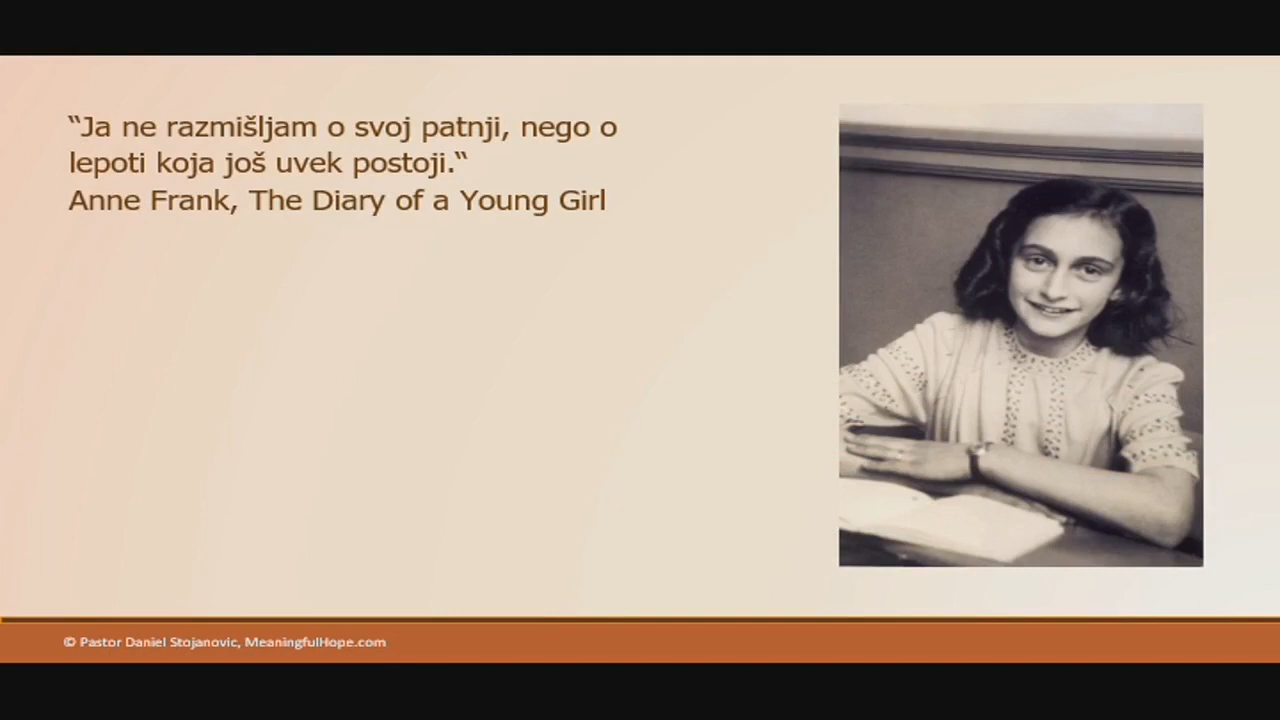 “Ja ne razmišljam o svoj patnji, nego o
lepoti koja još uvek postoji.“
Anne Frank, The Diary of a Young Girl
© Pastor Daniel Stojanovic, MeaningfulHope.com